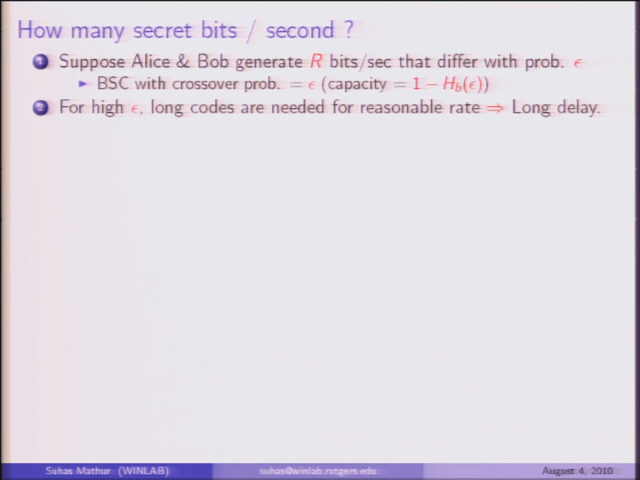 How many secret bits / second ?
1 Suppose Alice & Bob generate R bits/sec that differ with prob. ϵ
► BSC with crossover prob. = ϵ (capacity = 1 − H_b(ϵ))
2 For high ϵ, long codes are needed for reasonable rate ⇒ Long delay.
Suhas Mathur (WINLAB) suhas@winlab.rutgers.edu August 4, 2010